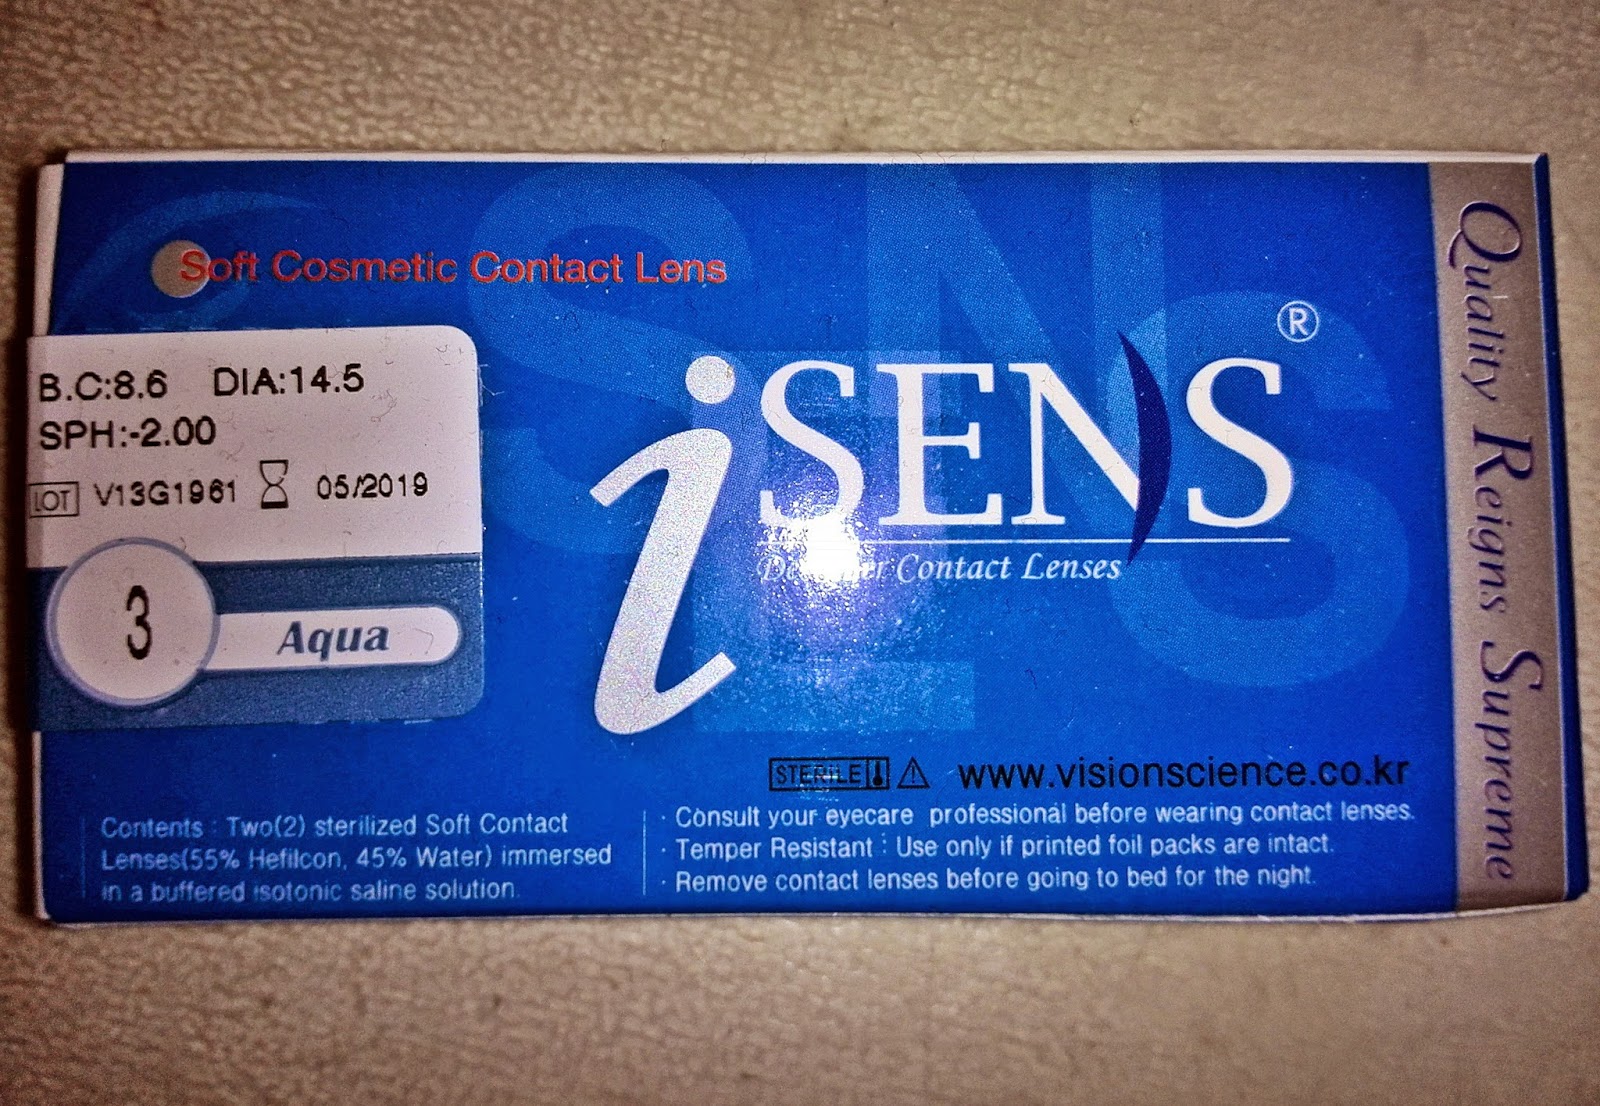 Soft Cosmetic Contact Lens
B.C:8.6 DIA:14.5
SPH:-2.00
LOT V13G1961 05/2019
3 Aqua
iSENS®
Contact Lenses
STERILE www.visionscience.co.kr
Contents : Two(2) sterilized Soft Contact
Lenses(55% Hefilcon, 45% Water) immersed
in a buffered isotonic saline solution.
· Consult your eyecare professional before wearing contact lenses.
· Temper Resistant : Use only if printed foil packs are intact.
· Remove contact lenses before going to bed for the night.
Quality Reigns Supreme